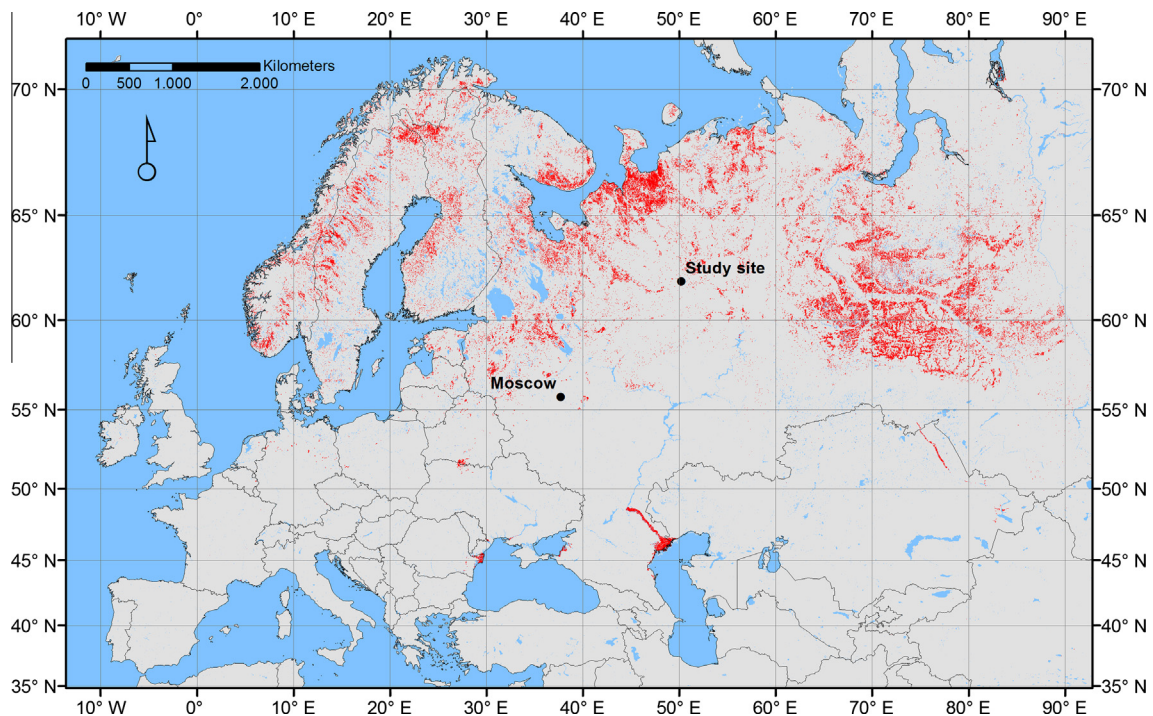 10° W 0° 10° E 20° E 30° E 40° E 50° E 60° E 70° E 80° E 90° E
Kilometers
0 500 1.000 2.000
70° N 70° N
65° N 65° N
Study site
60° N 60° N
Moscow
55° N 55° N
50° N 50° N
45° N 45° N
40° N 40° N
35° N 35° N
10° W 0° 10° E 20° E 30° E 40° E 50° E 60° E 70° E 80° E 90° E